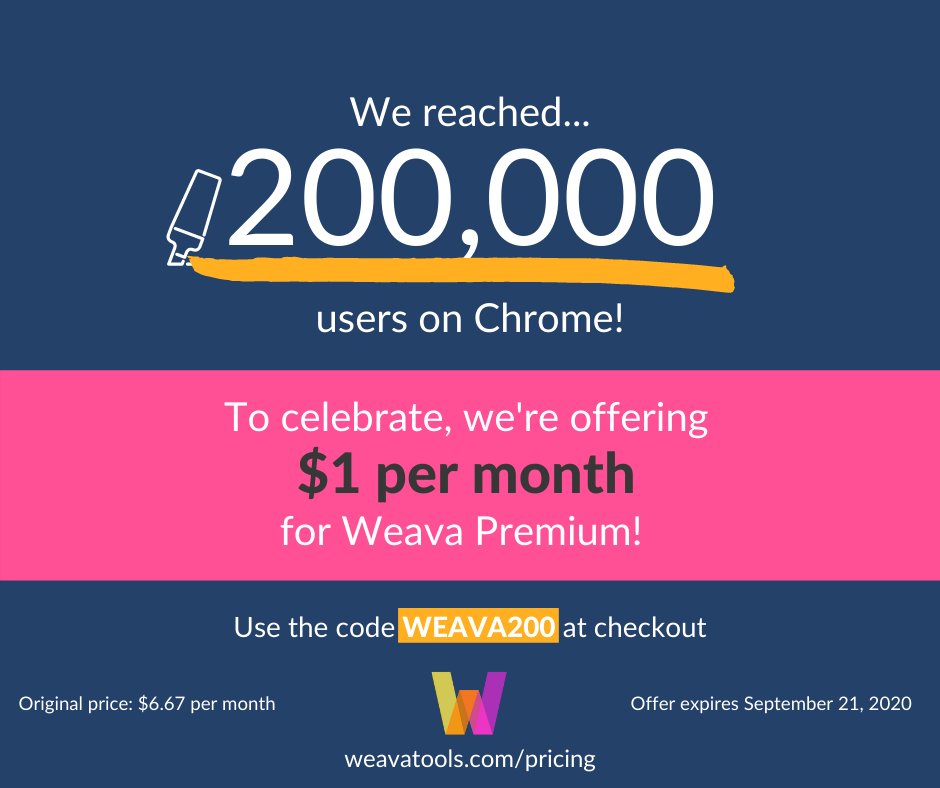 We reached...
200,000
users on Chrome!
To celebrate, we're offering
$1 per month
for Weava Premium!
Use the code WEAVA200 at checkout
Original price: $6.67 per month
Offer expires September 21, 2020
weavatools.com/pricing